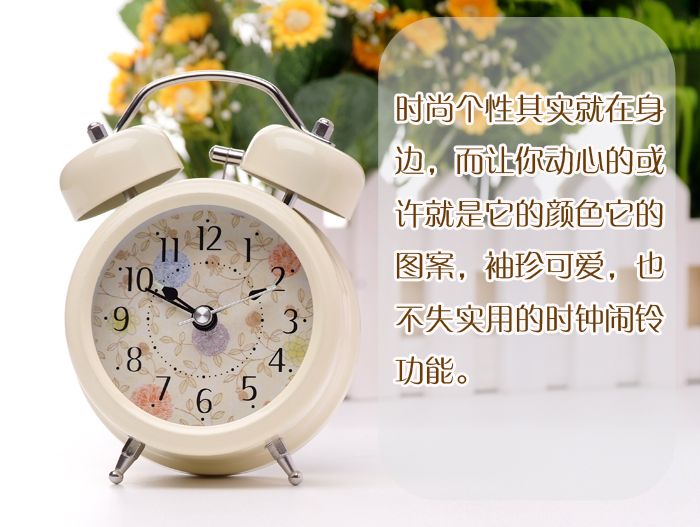 时尚个性其实就在身
边，而让你动心的或
许就是它的颜色它的
图案，袖珍可爱，也
不失实用的时钟闹铃
功能。
12
11
10
9
8
7
6
5
4
3
2